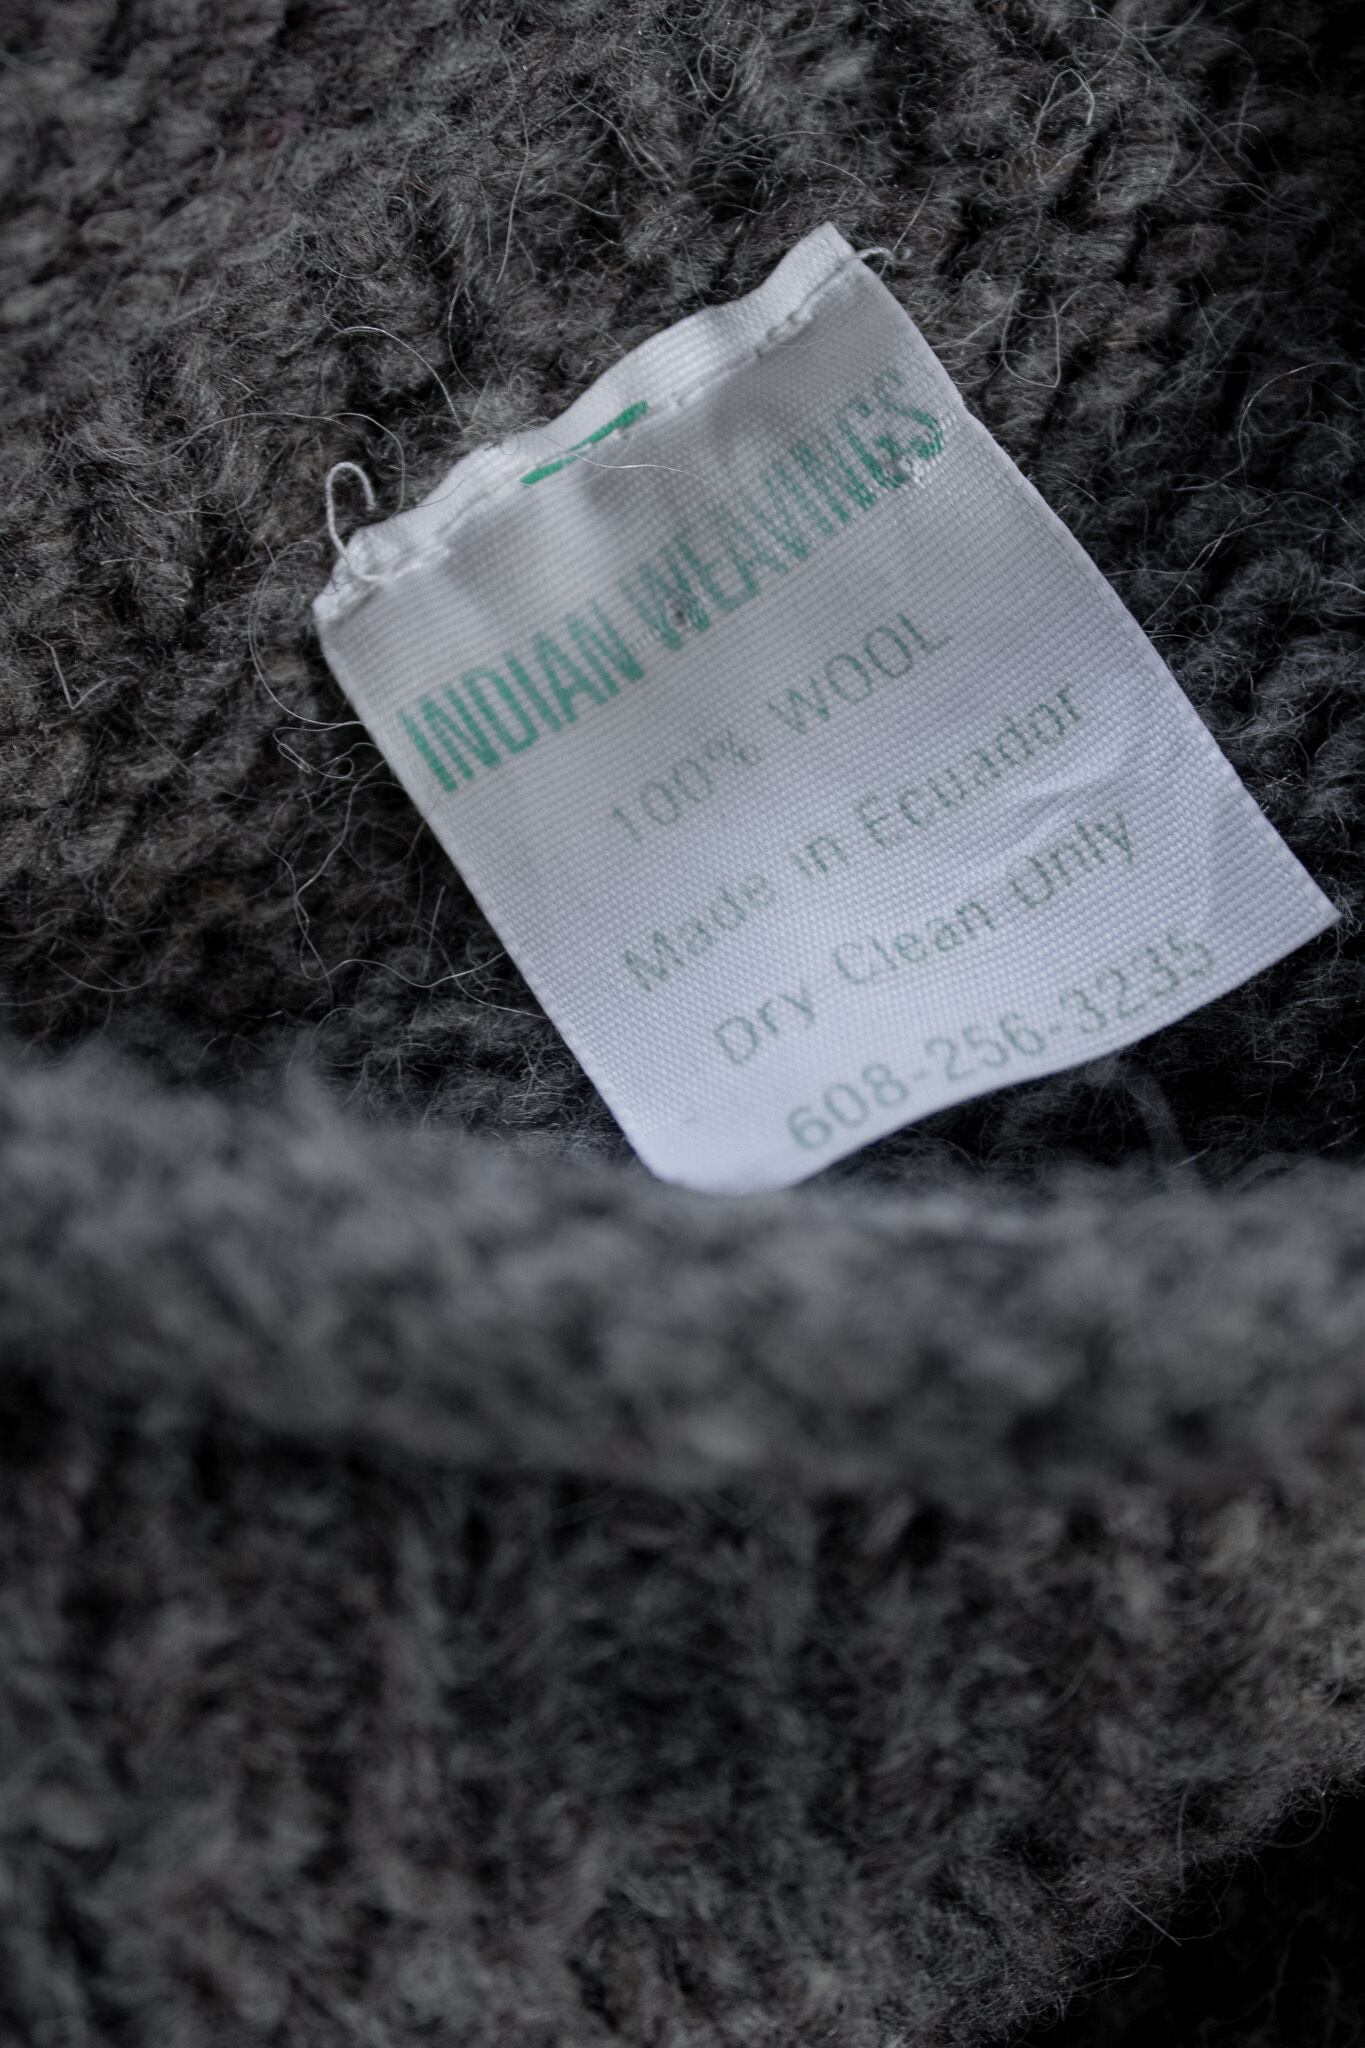 INDIAN WEAVINGS
100% WOOL
Made in Ecuador
Dry Clean Only
608-256-3235